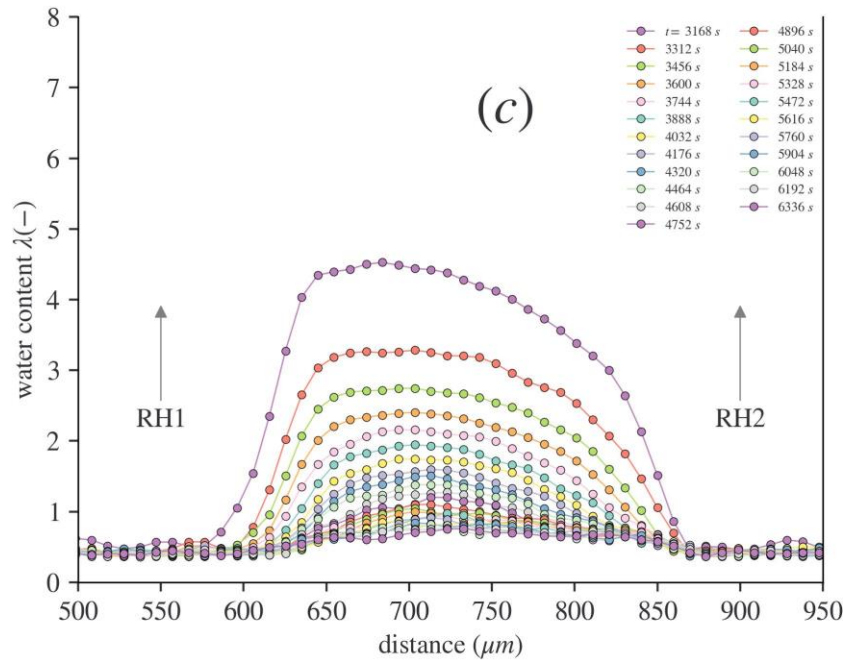 8
7
6
5
4
3
2
1
0
water content λ(−)
(c)
t= 3168 s
3312 s
3456 s
3600 s
3744 s
3888 s
4032 s
4176 s
4320 s
4464 s
4608 s
4752 s
4896 s
5040 s
5184 s
5328 s
5472 s
5616 s
5760 s
5904 s
6048 s
6192 s
6336 s
RH1
RH2
500 550 600 650 700 750 800 850 900 950
distance (μm)